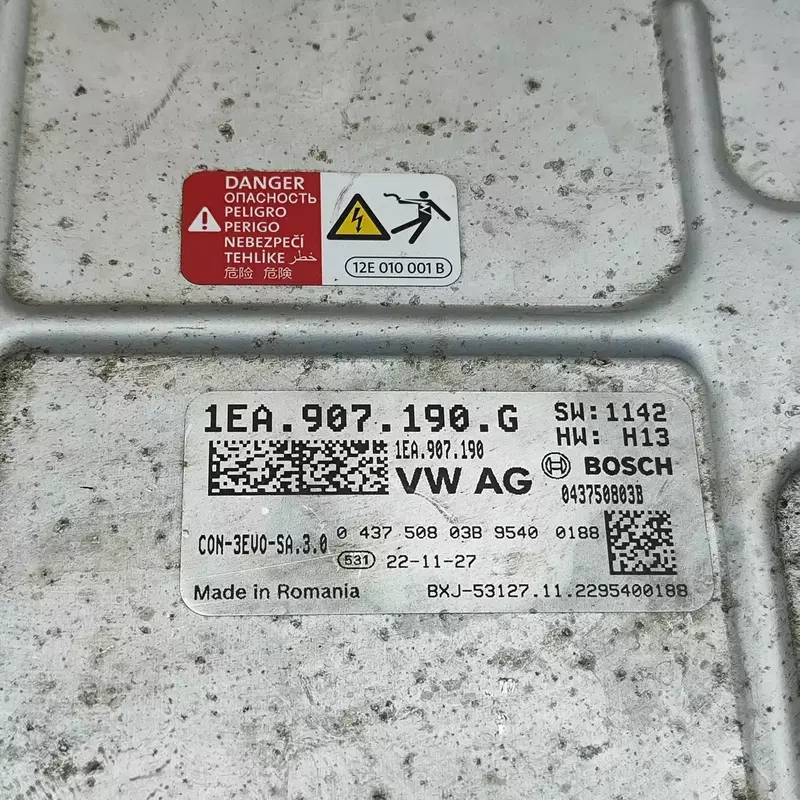 DANGER
ОПАСНОСТЬ
PELIGRO
PERIGO
NEBEZPEČÍ
TEHLİKE خطر
危险 危険
12E 010 001 B
1EA.907.190.G
SW:1142
HW: H13
1EA.907.190
VW AG
BOSCH
043750803B
CON-3EVO-SA.3.0
0 437 508 03B 9540 0188
531 22-11-27
Made in Romania
BXJ-53127.11.2295400188